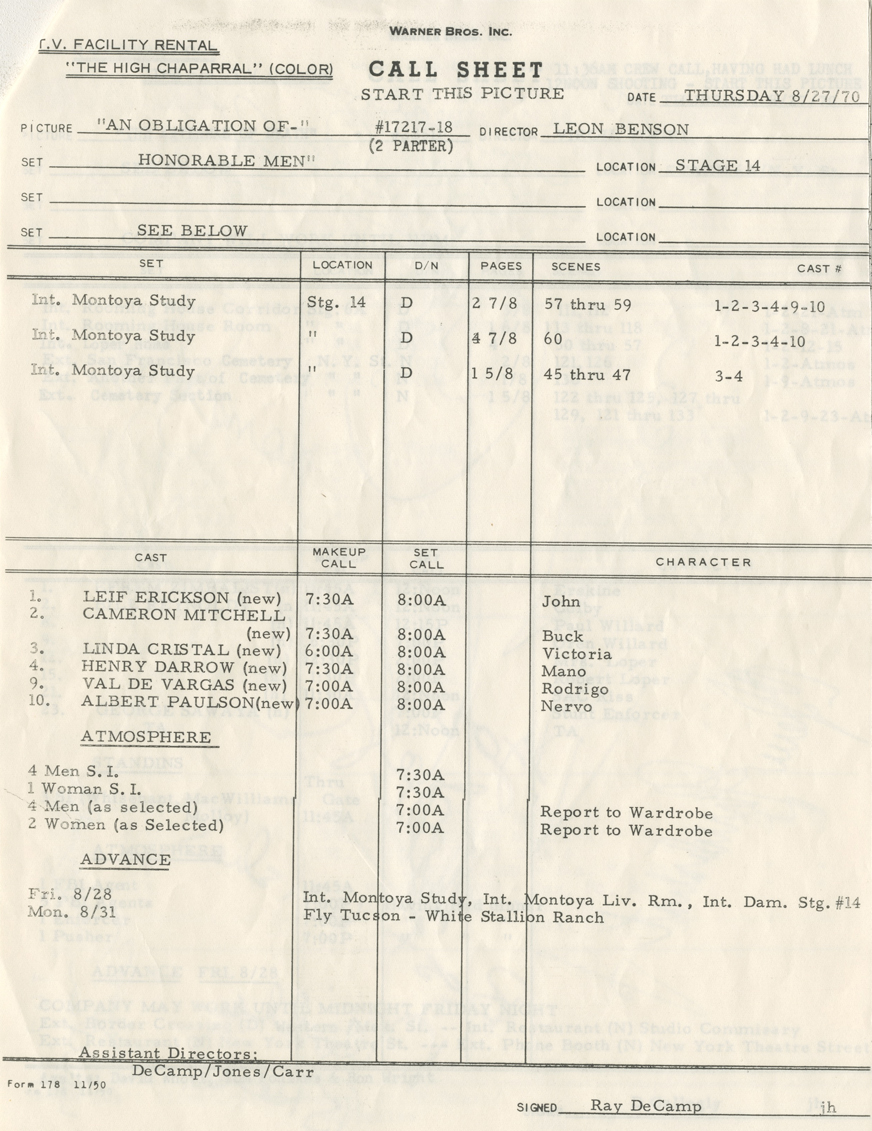 WARNER BROS. INC.
T.V. FACILITY RENTAL
"THE HIGH CHAPARRAL" (COLOR) CALL SHEET
START THIS PICTURE DATE THURSDAY 8/27/70
PICTURE "AN OBLIGATION OF-" #17217-18 DIRECTOR LEON BENSON
(2 PARTER)
SET HONORABLE MEN" LOCATION STAGE 14
SET LOCATION
SET SEE BELOW LOCATION
SET LOCATION D/N PAGES SCENES CAST #
Int. Montoya Study Stg. 14 D 2 7/8 57 thru 59 1-2-3-4-9-10
Int. Montoya Study " D 4 7/8 60 1-2-3-4-10
Int. Montoya Study " D 1 5/8 45 thru 47 3-4
CAST MAKEUP CALL SET CALL CHARACTER
1. LEIF ERICKSON (new) 7:30A 8:00A John
2. CAMERON MITCHELL
(new) 7:30A 8:00A Buck
3. LINDA CRISTAL (new) 6:00A 8:00A Victoria
4. HENRY DARROW (new) 7:30A 8:00A Mano
9. VAL DE VARGAS (new) 7:00A 8:00A Rodrigo
10. ALBERT PAULSON(new) 7:00A 8:00A Nervo
ATMOSPHERE
4 Men S.I. 7:30A
1 Woman S.I. 7:30A
4 Men (as selected) 7:00A Report to Wardrobe
2 Women (as Selected) 7:00A Report to Wardrobe
ADVANCE
Fri. 8/28 Int. Montoya Study, Int. Montoya Liv. Rm., Int. Dam. Stg. #14
Mon. 8/31 Fly Tucson - White Stallion Ranch
Assistant Directors:
DeCamp/Jones/Carr
Form 178 11/50
SIGNED Ray DeCamp jh